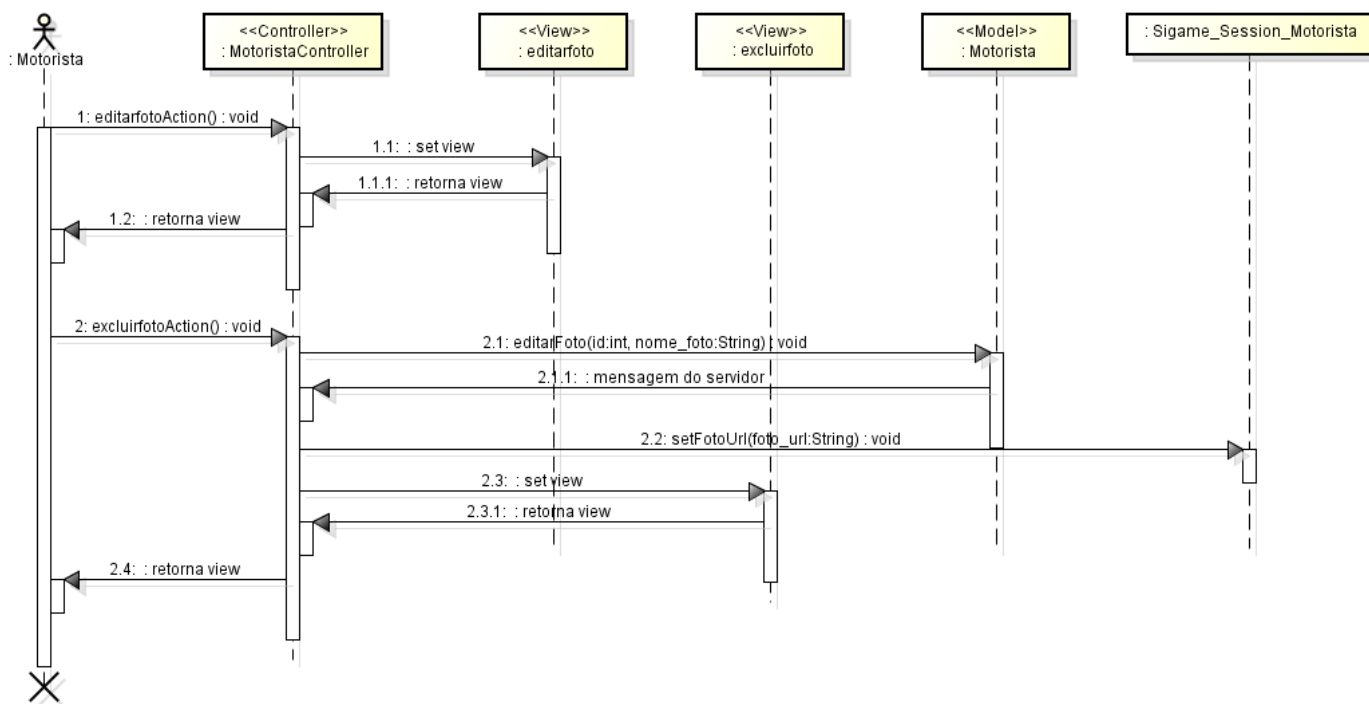 : Motorista
<<Controller>>
: MotoristaController
<<View>>
: editarfoto
<<View>>
: excluirfoto
<<Model>>
: Motorista
: Sigame_Session_Motorista
1: editarfotoAction() : void
1.1:  : set view
1.1.1:  : retorna view
1.2:  : retorna view
2: excluirfotoAction() : void
2.1: editarFoto(id:int, nome_foto:String) : void
2.1.1:  : mensagem do servidor
2.2: setFotoUrl(foto_url:String) : void
2.3:  : set view
2.3.1:  : retorna view
2.4:  : retorna view